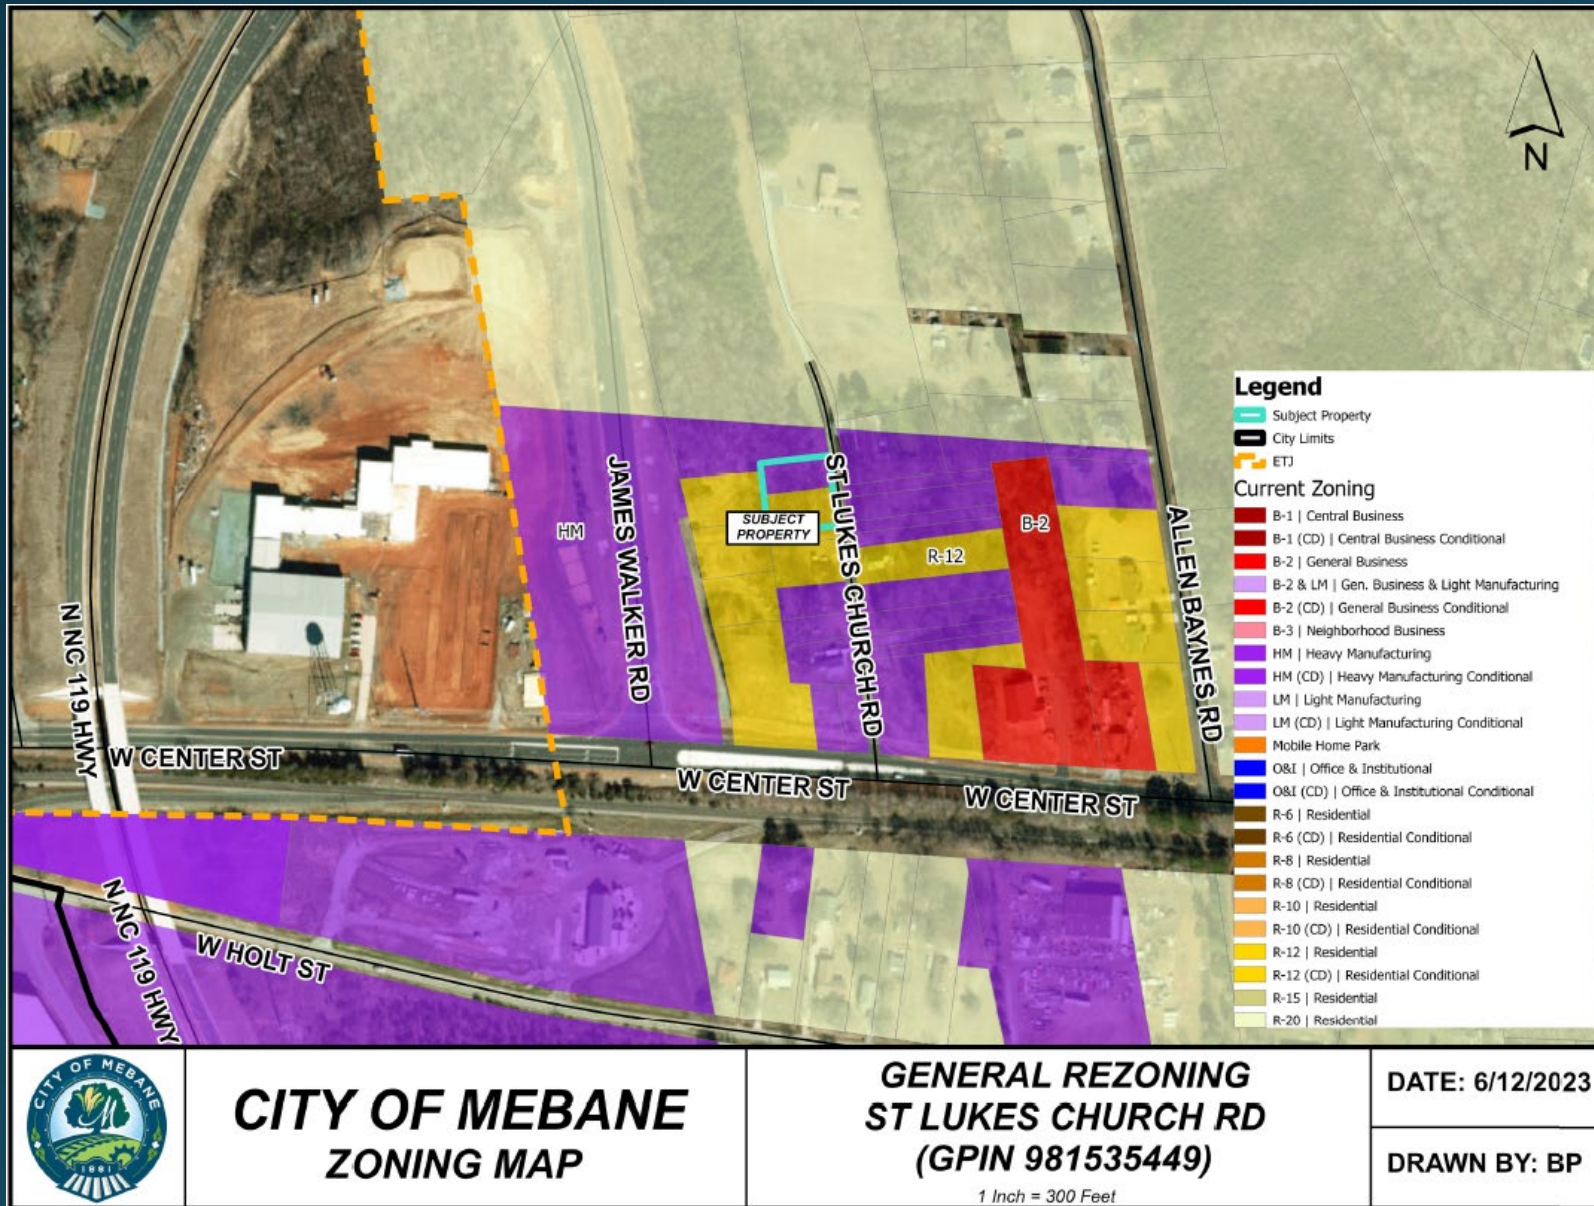 N
JAMES WALKER RD
ST LUKES CHURCH RD
ALLEN BAYNES RD
HM
SUBJECT
PROPERTY
R-12
B-2
N NC 119 HWY
W CENTER ST
W CENTER ST
W CENTER ST
N NC 119 HWY
W HOLT ST
Legend
Subject Property
City Limits
ETJ
Current Zoning
B-1 | Central Business
B-1 (CD) | Central Business Conditional
B-2 | General Business
B-2 & LM | Gen. Business & Light Manufacturing
B-2 (CD) | General Business Conditional
B-3 | Neighborhood Business
HM | Heavy Manufacturing
HM (CD) | Heavy Manufacturing Conditional
LM | Light Manufacturing
LM (CD) | Light Manufacturing Conditional
Mobile Home Park
O&I | Office & Institutional
O&I (CD) | Office & Institutional Conditional
R-6 | Residential
R-6 (CD) | Residential Conditional
R-8 | Residential
R-8 (CD) | Residential Conditional
R-10 | Residential
R-10 (CD) | Residential Conditional
R-12 | Residential
R-12 (CD) | Residential Conditional
R-15 | Residential
R-20 | Residential
CITY OF MEBANE
M
1881
CITY OF MEBANE
ZONING MAP
GENERAL REZONING
ST LUKES CHURCH RD
(GPIN 981535449)
1 Inch = 300 Feet
DATE: 6/12/2023
DRAWN BY: BP